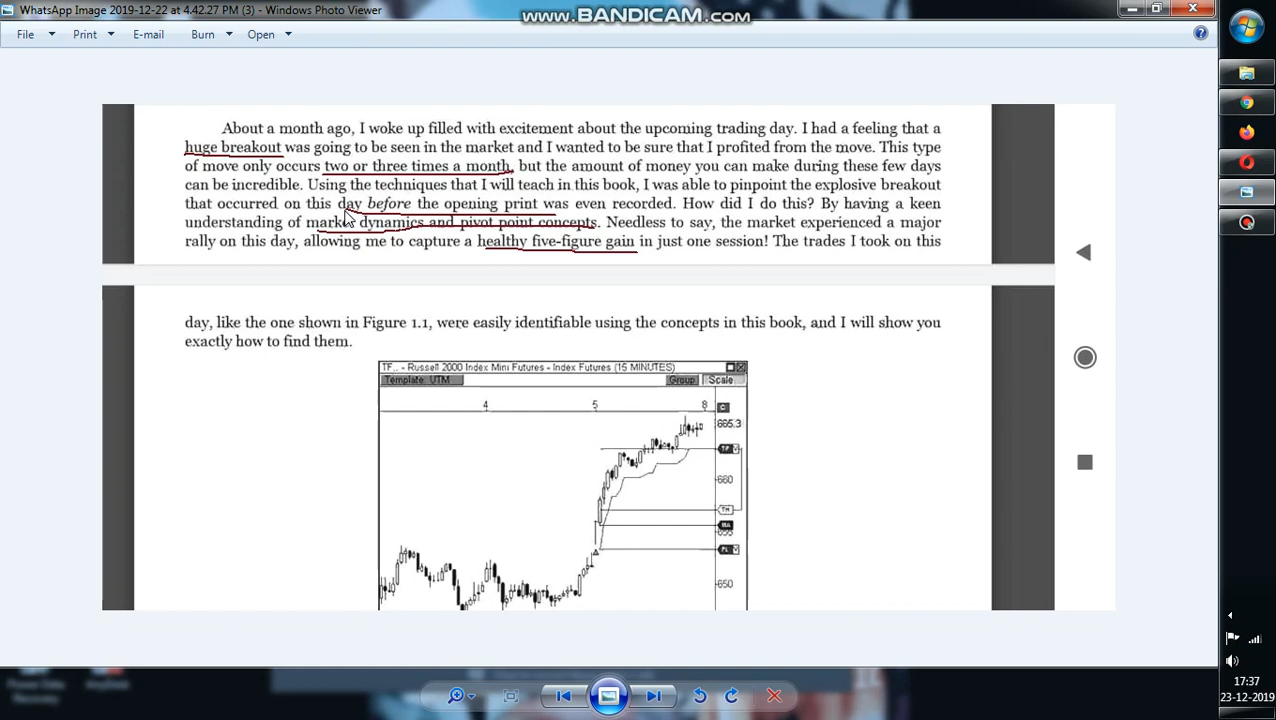 WhatsApp Image 2019-12-22 at 4.42.27 PM (3) - Windows Photo Viewer
www.BANDICAM.com
File Print E-mail Burn Open
About a month ago, I woke up filled with excitement about the upcoming trading day. I had a feeling that a
huge breakout was going to be seen in the market and I wanted to be sure that I profited from the move. This type
of move only occurs two or three times a month, but the amount of money you can make during these few days
can be incredible. Using the techniques that I will teach in this book, I was able to pinpoint the explosive breakout
that occurred on this day before the opening print was even recorded. How did I do this? By having a keen
understanding of market dynamics and pivot point concepts. Needless to say, the market experienced a major
rally on this day, allowing me to capture a healthy five-figure gain in just one session! The trades I took on this
day, like the one shown in Figure 1.1, were easily identifiable using the concepts in this book, and I will show you
exactly how to find them.
TF,. - Russell 2000 Index Mini Futures - Index Futures (15 MINUTES)
Template: UTM Group Scale
4 5 8
665.3
660
TH
655
650
17:37
23-12-2019